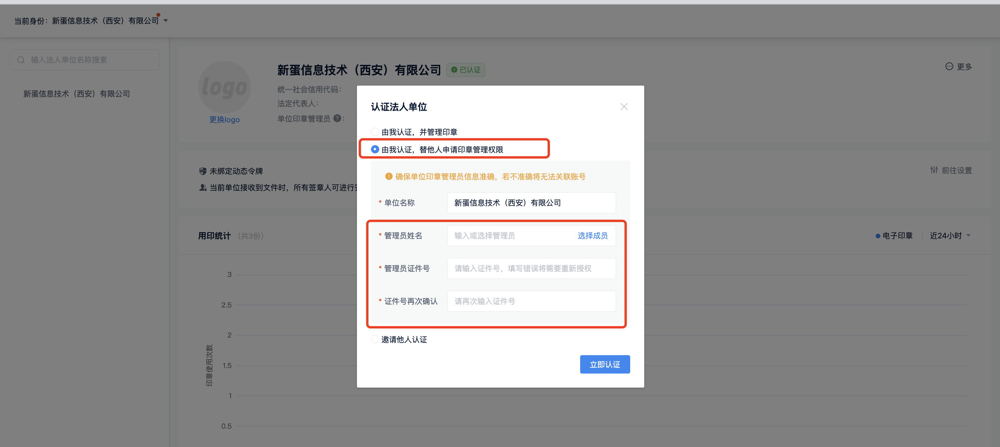 当前身份：新蛋信息技术（西安）有限公司
输入法人单位名称搜索
新蛋信息技术（西安）有限公司
logo
更换logo
新蛋信息技术（西安）有限公司
已认证
更多
统一社会信用代码：
法定代表人：
单位印章管理员 ? ：
未绑定动态令牌
当前单位接收到文件时，所有签章人可进行
前往设置
用印统计 （共3份）
电子印章
近24小时
印章使用次数
3
2.5
2
1.5
1
0.5
认证法人单位
由我认证，并管理印章
由我认证，替他人申请印章管理权限
确保单位印章管理员信息准确，若不准确将无法关联账号
* 单位名称
新蛋信息技术（西安）有限公司
* 管理员姓名
输入或选择管理员
选择成员
* 管理员证件号
请输入证件号，填写错误将需要重新授权
* 证件号再次确认
请再次输入证件号
邀请他人认证
立即认证